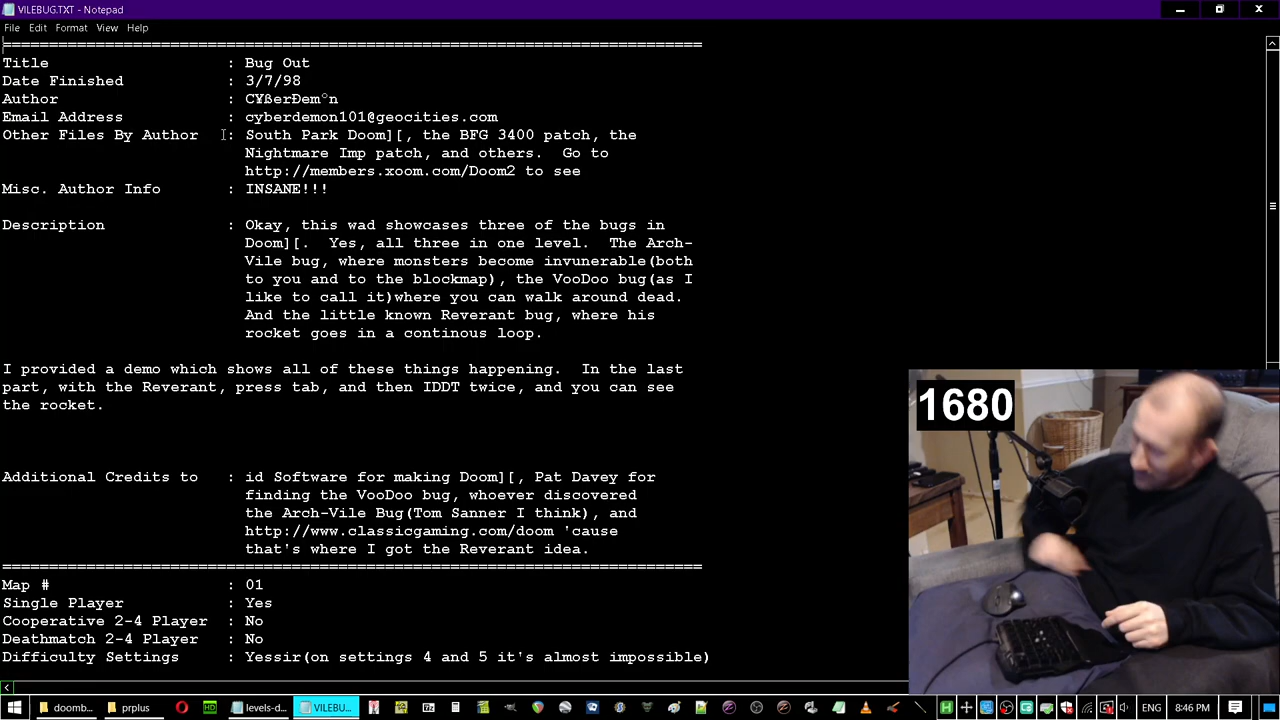 VILEBUG.TXT - Notepad
File Edit Format View Help
======================================================================
Title : Bug Out
Date Finished : 3/7/98
Author : C¥ßerÐem°n
Email Address : cyberdemon101@geocities.com
Other Files By Author : South Park Doom][, the BFG 3400 patch, the
Nightmare Imp patch, and others.  Go to
http://members.xoom.com/Doom2 to see
Misc. Author Info : INSANE!!!
Description : Okay, this wad showcases three of the bugs in
Doom][.  Yes, all three in one level.  The Arch-
Vile bug, where monsters become invunerable(both
to you and to the blockmap), the VooDoo bug(as I
like to call it)where you can walk around dead.
And the little known Reverant bug, where his
rocket goes in a continous loop.
I provided a demo which shows all of these things happening.  In the last
part, with the Reverant, press tab, and then IDDT twice, and you can see
the rocket.
Additional Credits to : id Software for making Doom][, Pat Davey for
finding the VooDoo bug, whoever discovered
the Arch-Vile Bug(Tom Sanner I think), and
http://www.classicgaming.com/doom 'cause
that's where I got the Reverant idea.
======================================================================
Map # : 01
Single Player : Yes
Cooperative 2-4 Player : No
Deathmatch 2-4 Player : No
Difficulty Settings : Yessir(on settings 4 and 5 it's almost impossible)
1680
doomb... prplus levels-d... VILEBU... ENG 8:46 PM